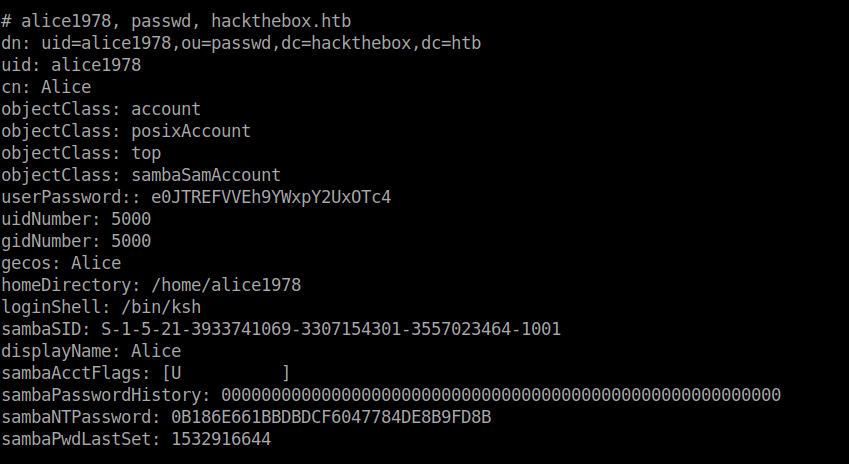 # alice1978, passwd, hackthebox.htb
dn: uid=alice1978,ou=passwd,dc=hackthebox,dc=htb
uid: alice1978
cn: Alice
objectClass: account
objectClass: posixAccount
objectClass: top
objectClass: sambaSamAccount
userPassword:: e0JTREFVVEh9YWxpY2UxOTc4
uidNumber: 5000
gidNumber: 5000
gecos: Alice
homeDirectory: /home/alice1978
loginShell: /bin/ksh
sambaSID: S-1-5-21-3933741069-3307154301-3557023464-1001
displayName: Alice
sambaAcctFlags: [U          ]
sambaPasswordHistory: 00000000000000000000000000000000000000000000000000000000
sambaNTPassword: 0B186E661BBDBDCF6047784DE8B9FD8B
sambaPwdLastSet: 1532916644